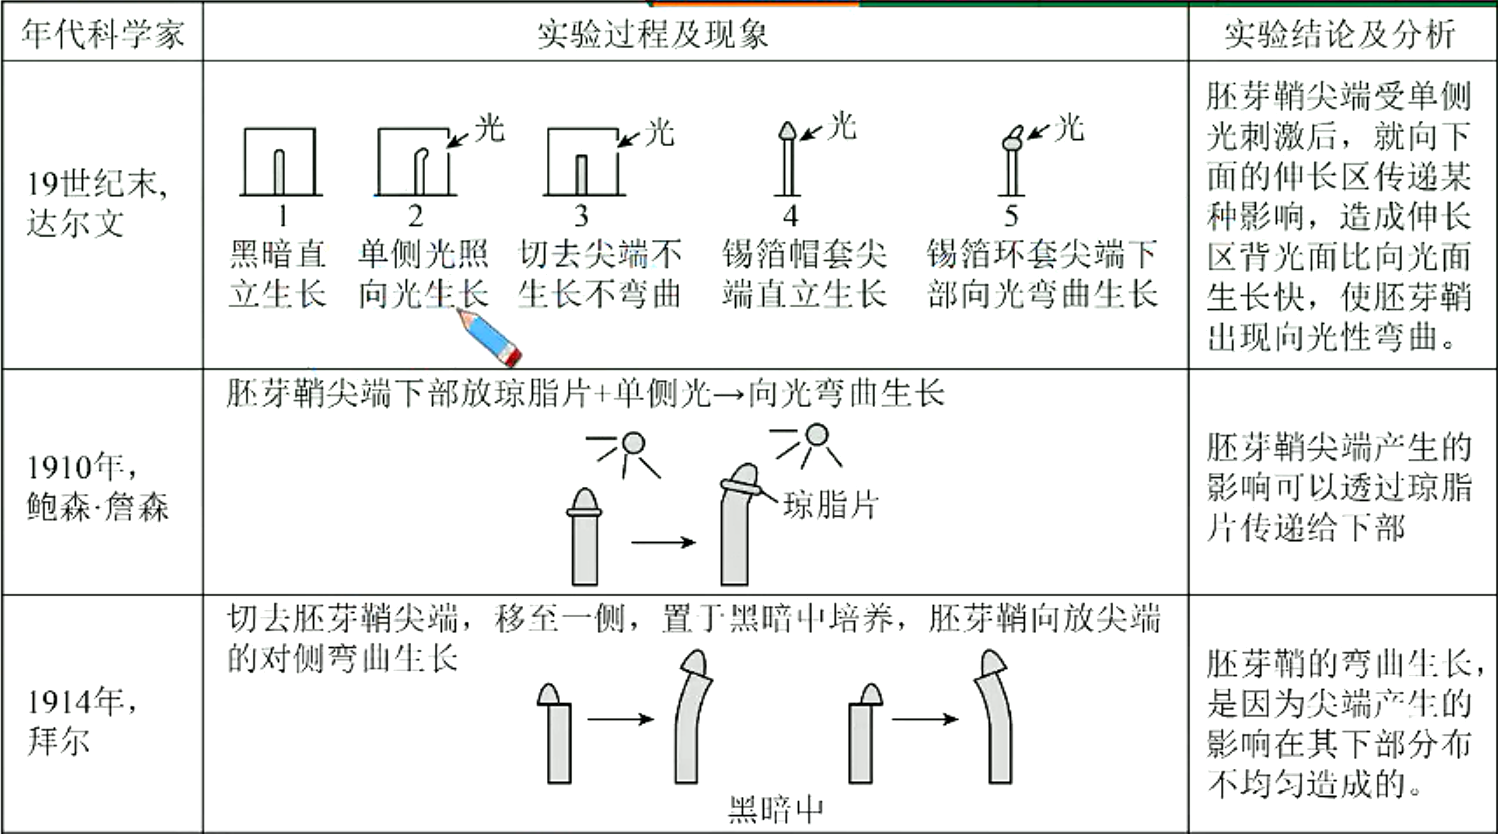 年代科学家
实验过程及现象
实验结论及分析
19世纪末,
达尔文
光
光
光
光
1
2
3
4
5
黑暗直
立生长
单侧光照
向光生长
切去尖端不
生长不弯曲
锡箔帽套尖
端直立生长
锡箔环套尖端下
部向光弯曲生长
胚芽鞘尖端受单侧
光刺激后，就向下
面的伸长区传递某
种影响，造成伸长
区背光面比向光面
生长快，使胚芽鞘
出现向光性弯曲。
1910年，
鲍森·詹森
胚芽鞘尖端下部放琼脂片+单侧光→向光弯曲生长
琼脂片
胚芽鞘尖端产生的
影响可以透过琼脂
片传递给下部
1914年，
拜尔
切去胚芽鞘尖端，移至一侧，置于黑暗中培养，胚芽鞘向放尖端
的对侧弯曲生长
黑暗中
胚芽鞘的弯曲生长，
是因为尖端产生的
影响在其下部分布
不均匀造成的。